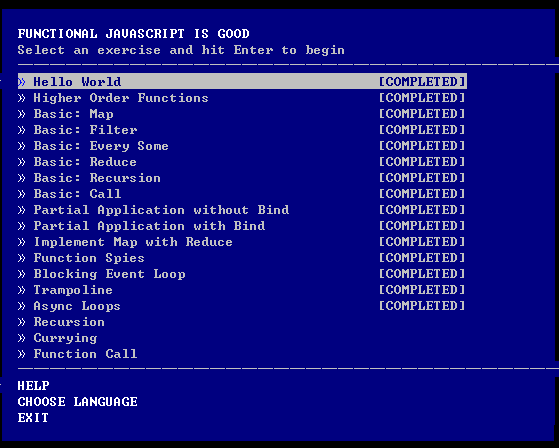 FUNCTIONAL JAVASCRIPT IS GOOD
Select an exercise and hit Enter to begin
» Hello World [COMPLETED]
» Higher Order Functions [COMPLETED]
» Basic: Map [COMPLETED]
» Basic: Filter [COMPLETED]
» Basic: Every Some [COMPLETED]
» Basic: Reduce [COMPLETED]
» Basic: Recursion [COMPLETED]
» Basic: Call [COMPLETED]
» Partial Application without Bind [COMPLETED]
» Partial Application with Bind [COMPLETED]
» Implement Map with Reduce [COMPLETED]
» Function Spies [COMPLETED]
» Blocking Event Loop [COMPLETED]
» Trampoline [COMPLETED]
» Async Loops [COMPLETED]
» Recursion
» Currying
» Function Call
HELP
CHOOSE LANGUAGE
EXIT